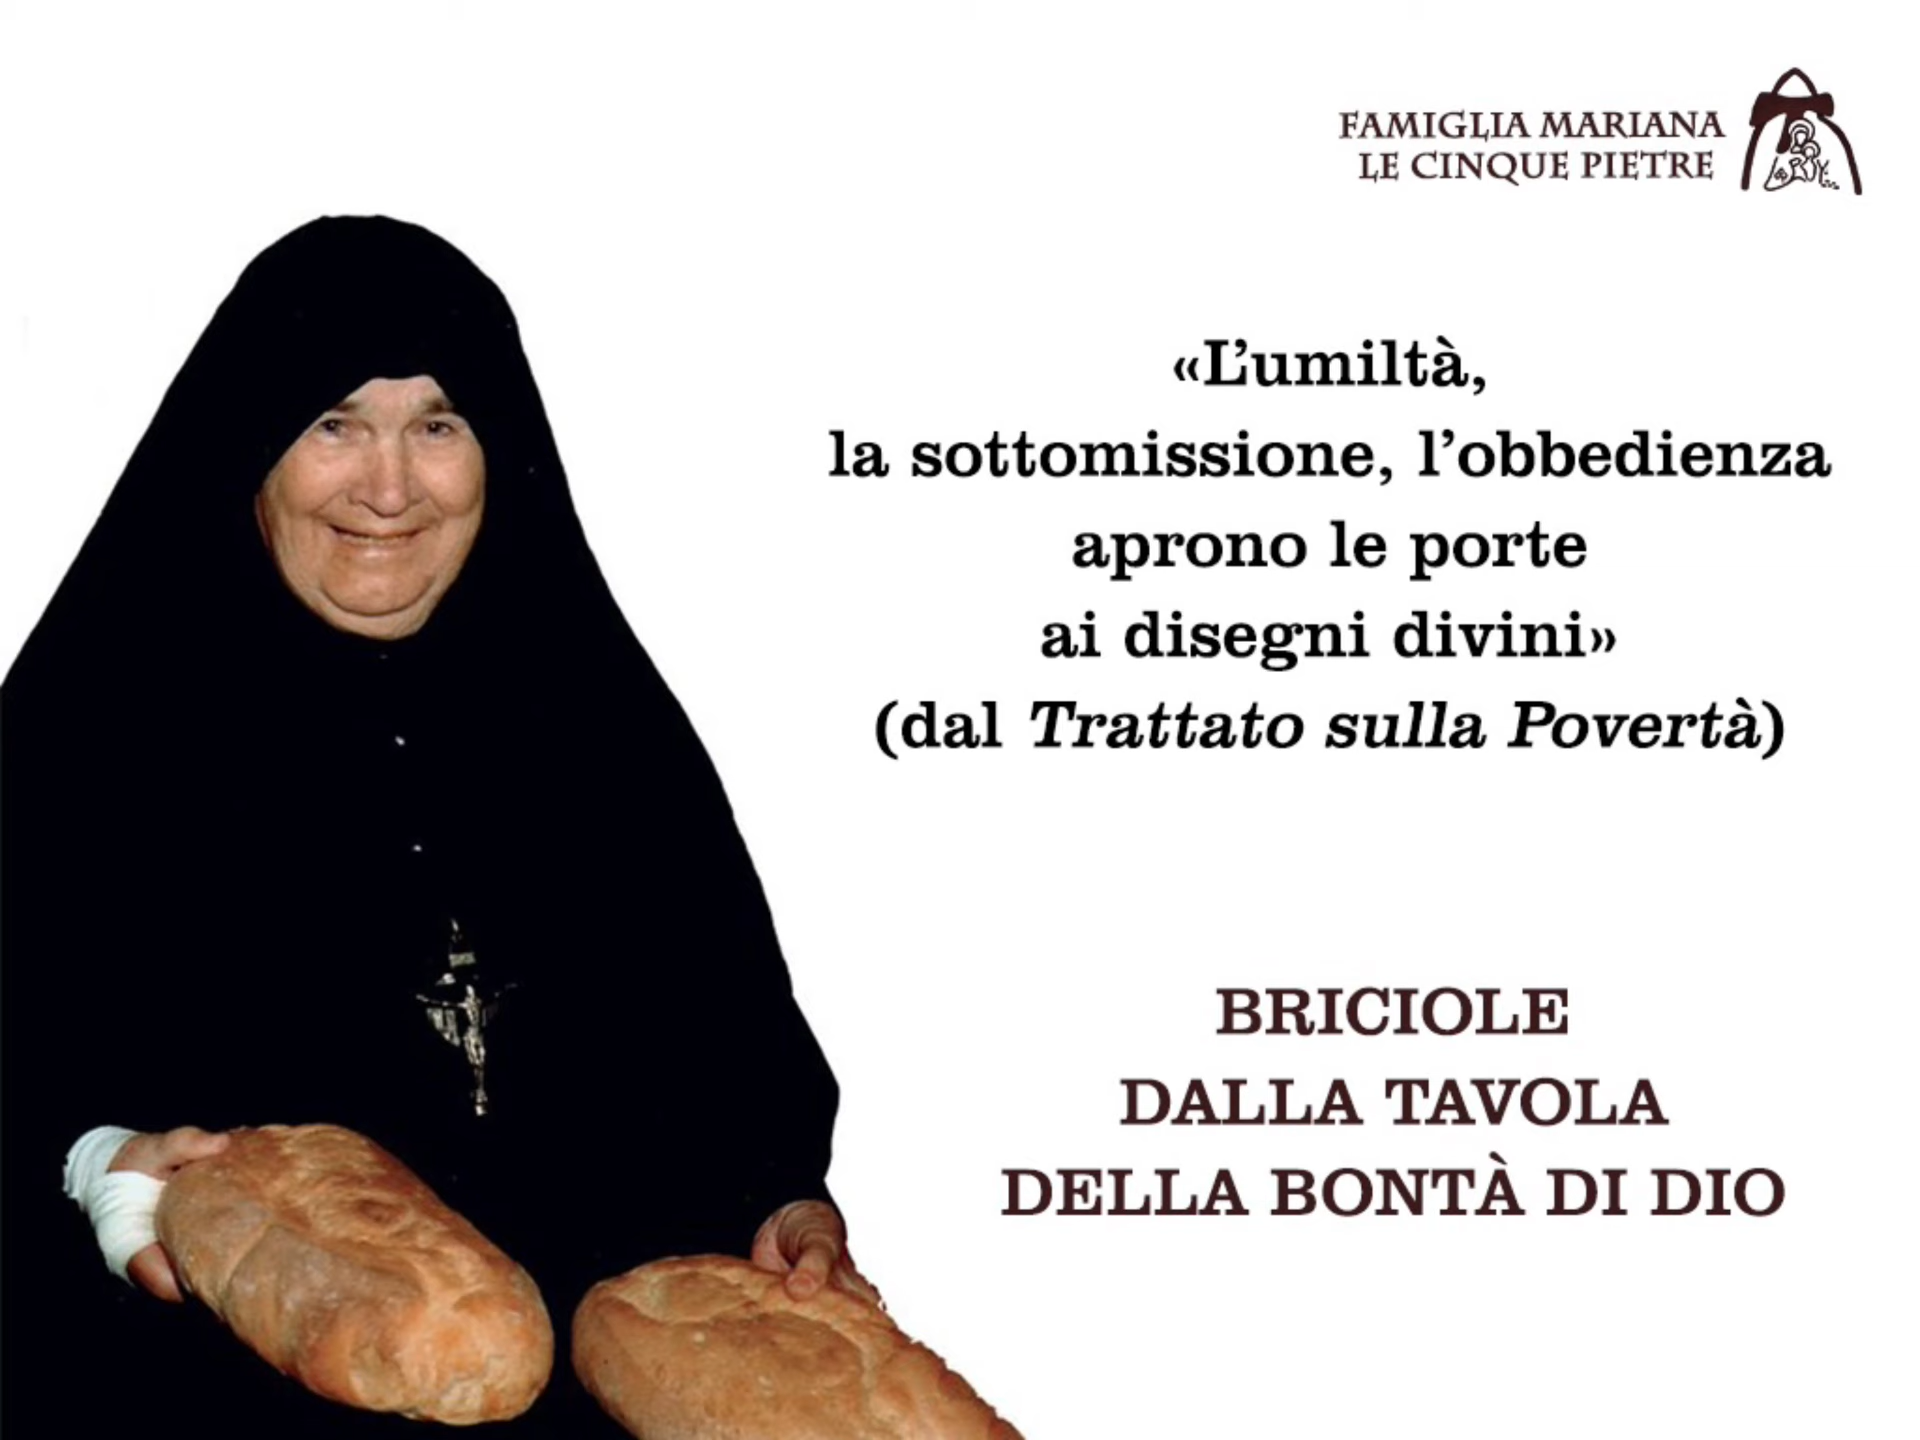 FAMIGLIA MARIANA
LE CINQUE PIETRE
«L’umiltà,
la sottomissione, l’obbedienza
aprono le porte
ai disegni divini»
(dal Trattato sulla Povertà)
BRICIOLE
DALLA TAVOLA
DELLA BONTÀ DI DIO